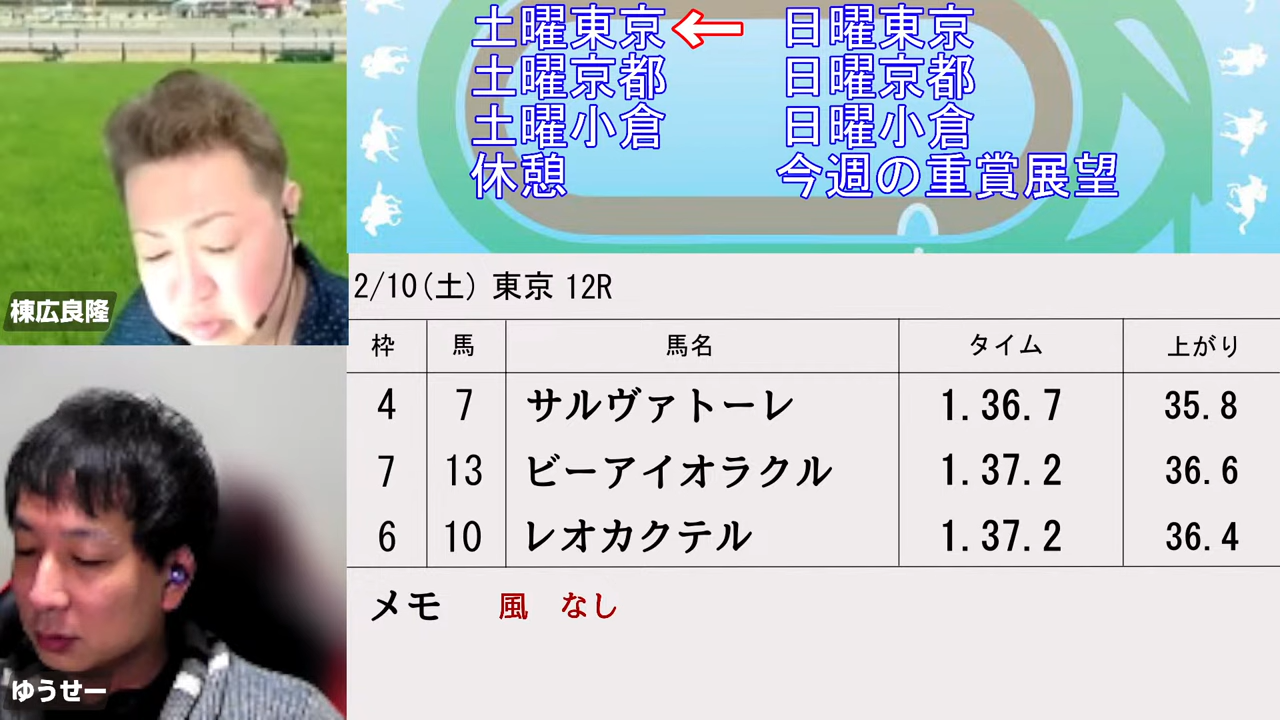 土曜東京 日曜東京
土曜京都 日曜京都
土曜小倉 日曜小倉
休憩 今週の重賞展望
2/10(土) 東京 12R
枠 馬 馬名 タイム 上がり
4 7 サルヴァトーレ 1.36.7 35.8
7 13 ビーアイオラクル 1.37.2 36.6
6 10 レオカクテル 1.37.2 36.4
メモ 風 なし
棟広良隆
ゆうせー